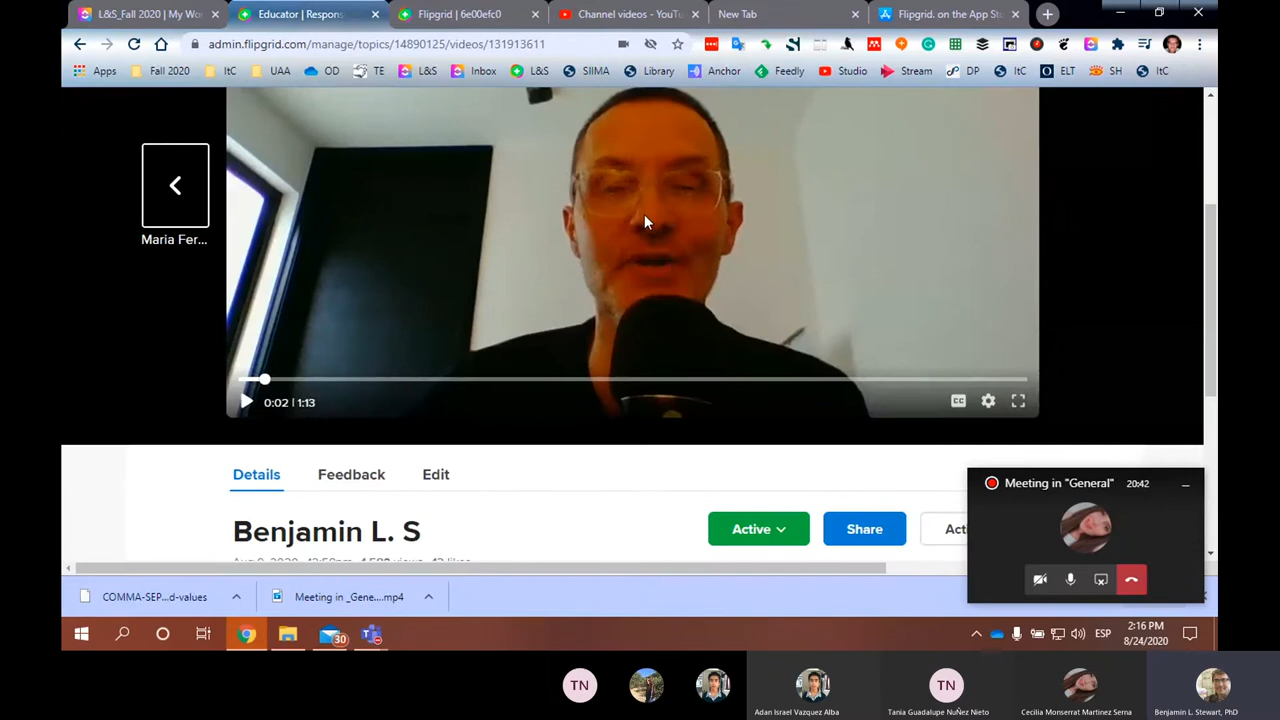 L&S_Fall 2020 | My Wo
Educator | Respons
Flipgrid | 6e00efc0
Channel videos - YouTu
New Tab
Flipgrid. on the App St
admin.flipgrid.com/manage/topics/14890125/videos/131913611
Apps
Fall 2020
ItC
UAA
OD
TE
L&S
Inbox
L&S
SIIMA
Library
Anchor
Feedly
Studio
Stream
DP
ItC
ELT
SH
ItC
Maria Fer...
0:02 | 1:13
CC
Details
Feedback
Edit
Meeting in "General"
20:42
Benjamin L. S
Active
Share
Acti
COMMA-SEP...d-values
Meeting in _Gene....mp4
30
ESP
2:16 PM
8/24/2020
TN
TN
Adan Israel Vazquez Alba
Tania Guadalupe NuÑez Nieto
Cecilia Monserrat Martinez Serna
Benjamin L. Stewart, PhD